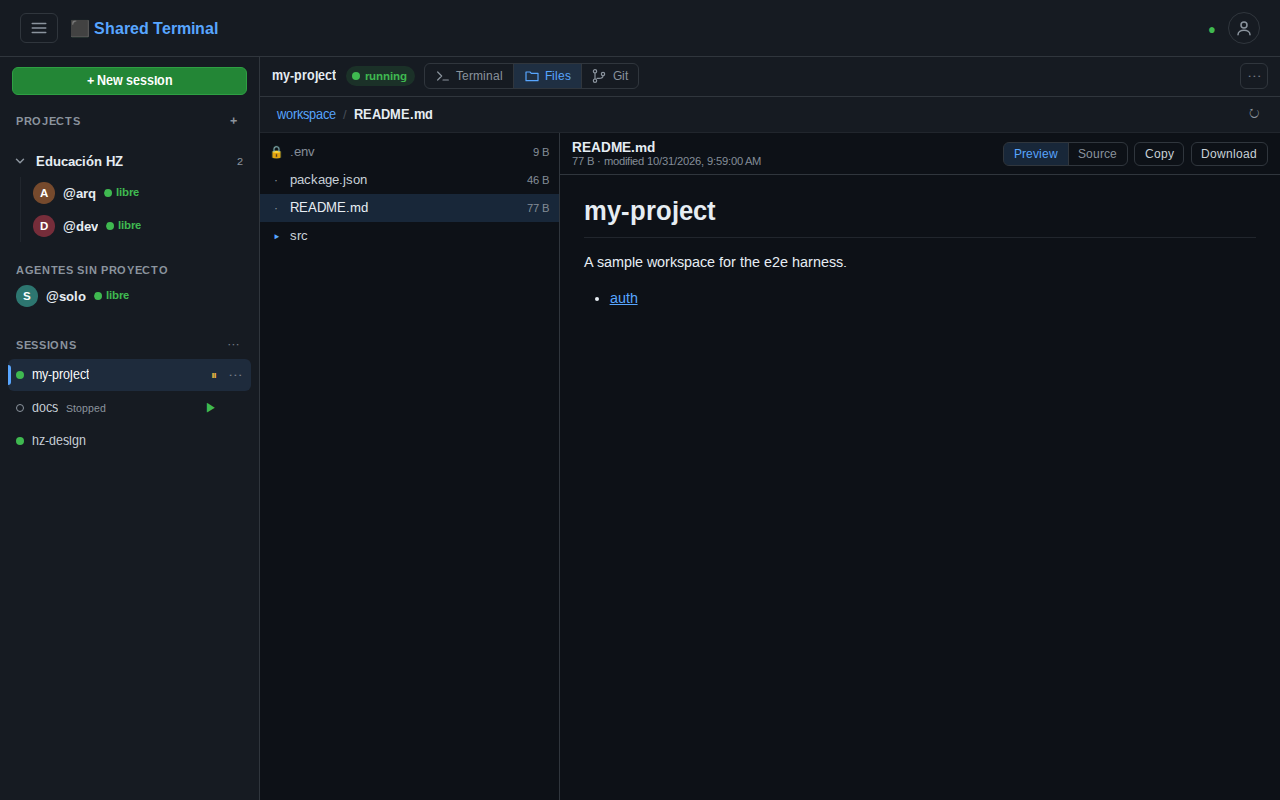 Shared Terminal
+ New session
PROJECTS +
Educación HZ 2
A @arq libre
D @dev libre
AGENTES SIN PROYECTO
S @solo libre
SESSIONS ···
my-project ···
docs Stopped
hz-design
my-project running Terminal Files Git ···
workspace / README.md
.env 9 B
package.json 46 B
README.md 77 B
src
README.md
77 B · modified 10/31/2026, 9:59:00 AM
Preview Source Copy Download
my-project
A sample workspace for the e2e harness.
• auth